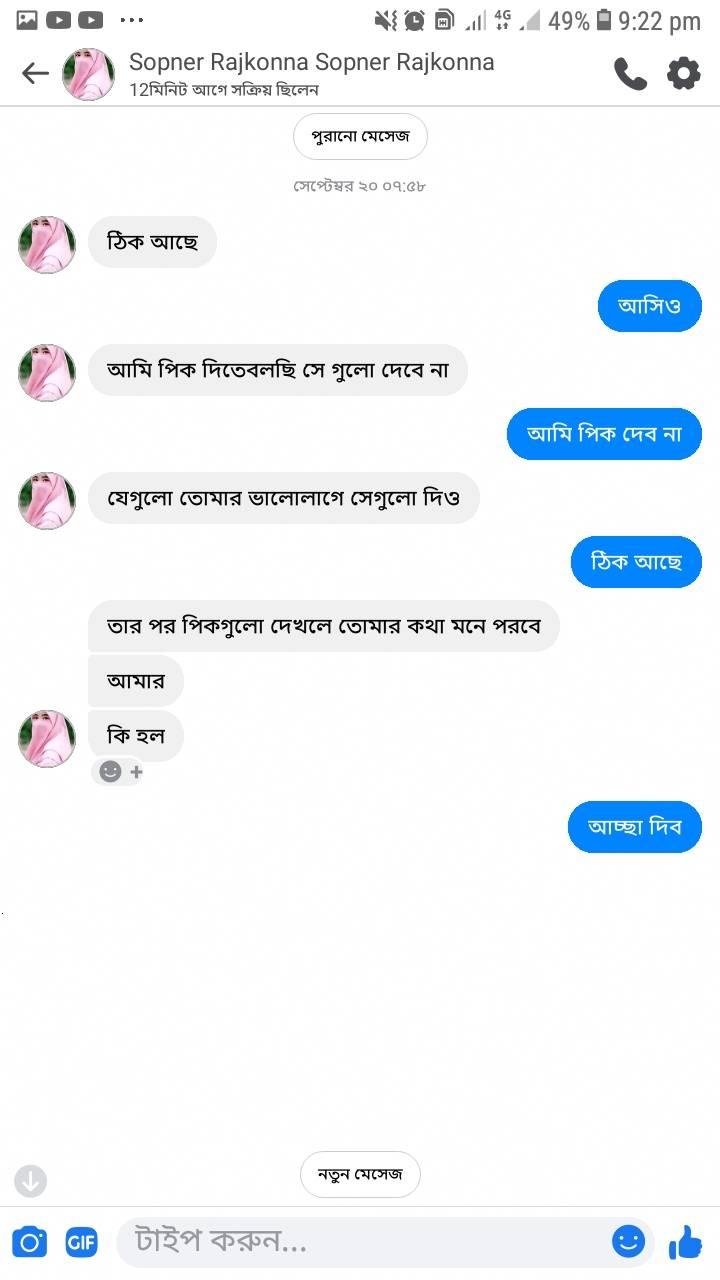 4G 49% 9:22 pm
Sopner Rajkonna Sopner Rajkonna
12মিনিট আগে সক্রিয় ছিলেন
পুরানো মেসেজ
সেপ্টেম্বর ২০ ০৭:৫৮
ঠিক আছে
আসিও
আমি পিক দিতেবলছি সে গুলো দেবে না
আমি পিক দেব না
যেগুলো তোমার ভালোলাগে সেগুলো দিও
ঠিক আছে
তার পর পিকগুলো দেখলে তোমার কথা মনে পরবে
আমার
কি হল
আচ্ছা দিব
নতুন মেসেজ
GIF টাইপ করুন...